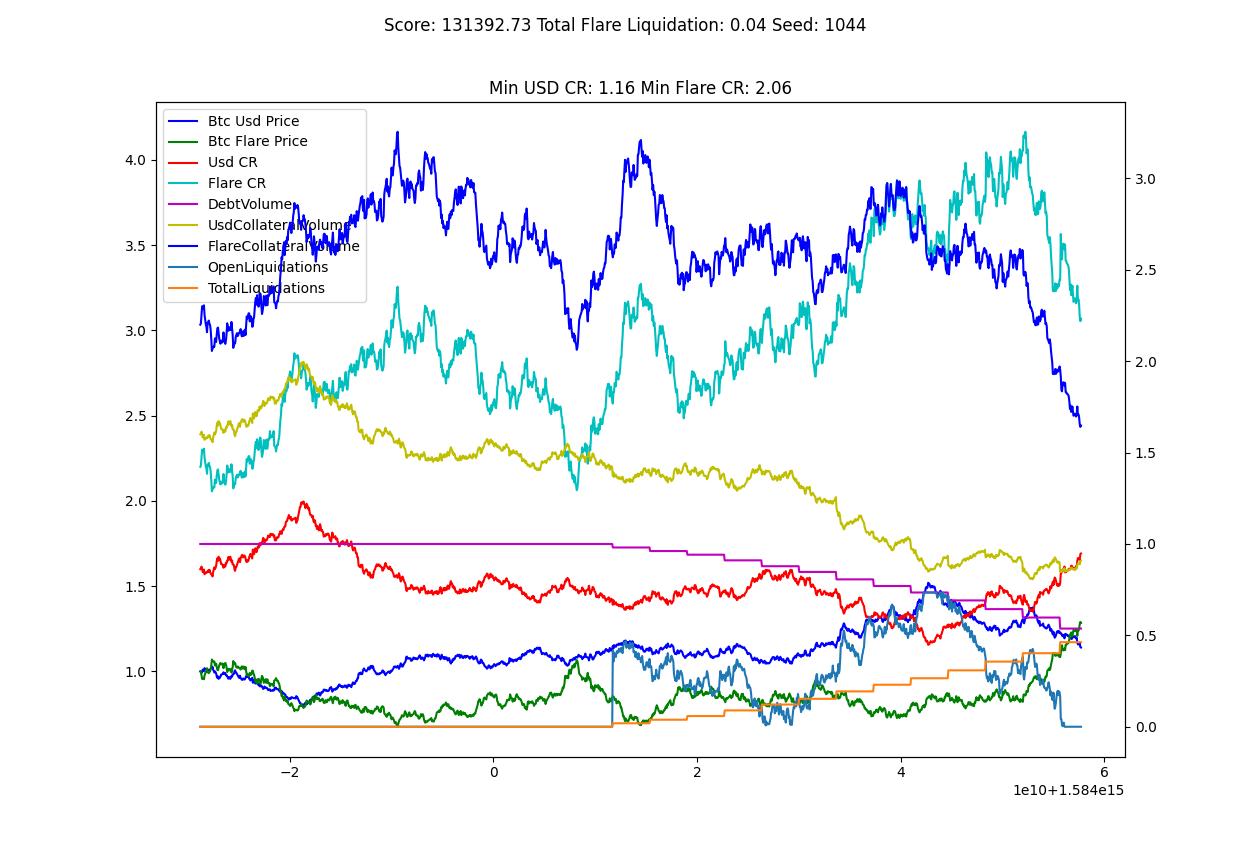 Score: 131392.73 Total Flare Liquidation: 0.04 Seed: 1044
Min USD CR: 1.16 Min Flare CR: 2.06
Btc Usd Price
Btc Flare Price
Usd CR
Flare CR
DebtVolume
UsdCollateralVolume
FlareCollateralVolume
OpenLiquidations
TotalLiquidations
4.0
3.5
3.0
2.5
2.0
1.5
1.0
3.0
2.5
2.0
1.5
1.0
0.5
0.0
−2 0 2 4 6
1e10+1.584e15